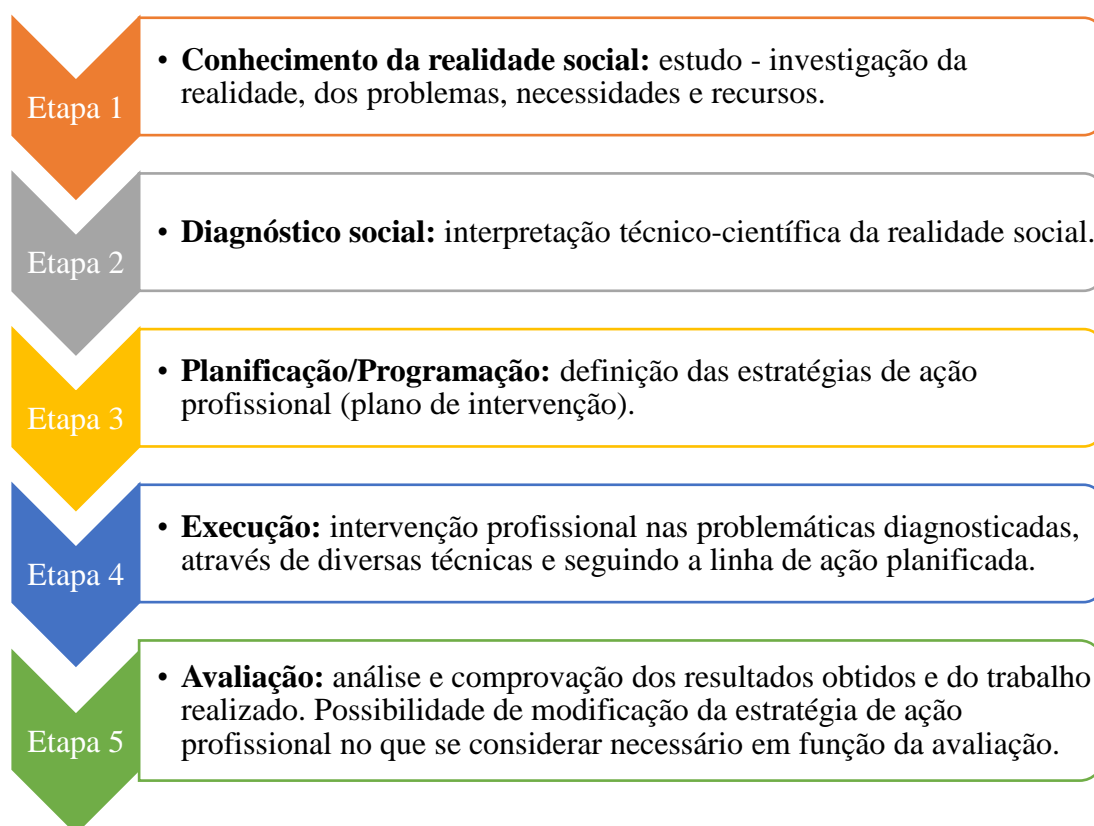 Etapa 1
• Conhecimento da realidade social: estudo - investigação da
realidade, dos problemas, necessidades e recursos.
Etapa 2
• Diagnóstico social: interpretação técnico-científica da realidade social.
Etapa 3
• Planificação/Programação: definição das estratégias de ação
profissional (plano de intervenção).
Etapa 4
• Execução: intervenção profissional nas problemáticas diagnosticadas,
através de diversas técnicas e seguindo a linha de ação planificada.
Etapa 5
• Avaliação: análise e comprovação dos resultados obtidos e do trabalho
realizado. Possibilidade de modificação da estratégia de ação
profissional no que se considerar necessário em função da avaliação.